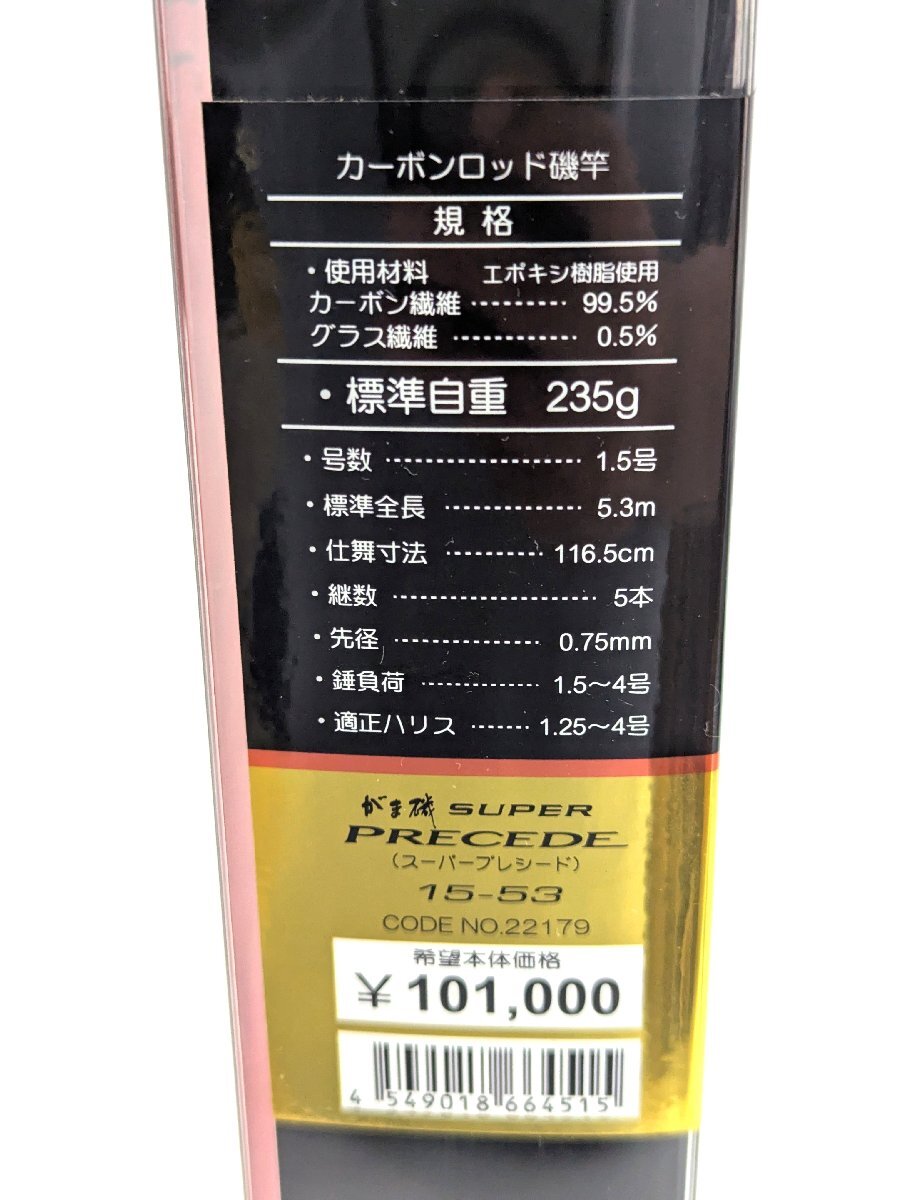 カーボンロッド磯竿
規格
・使用材料 エポキシ樹脂使用
カーボン繊維 ………… 99.5%
グラス繊維 ………… 0.5%
・標準自重 235g
・号数 ………… 1.5号
・標準全長 ………… 5.3m
・仕舞寸法 ………… 116.5cm
・継数 ………… 5本
・先径 ………… 0.75mm
・錘負荷 ………… 1.5〜4号
・適正ハリス ………… 1.25〜4号
がま磯 SUPER
PRECEDE
(スーパープレシード)
15-53
CODE NO.22179
希望本体価格
¥ 101,000
4 549018 664515